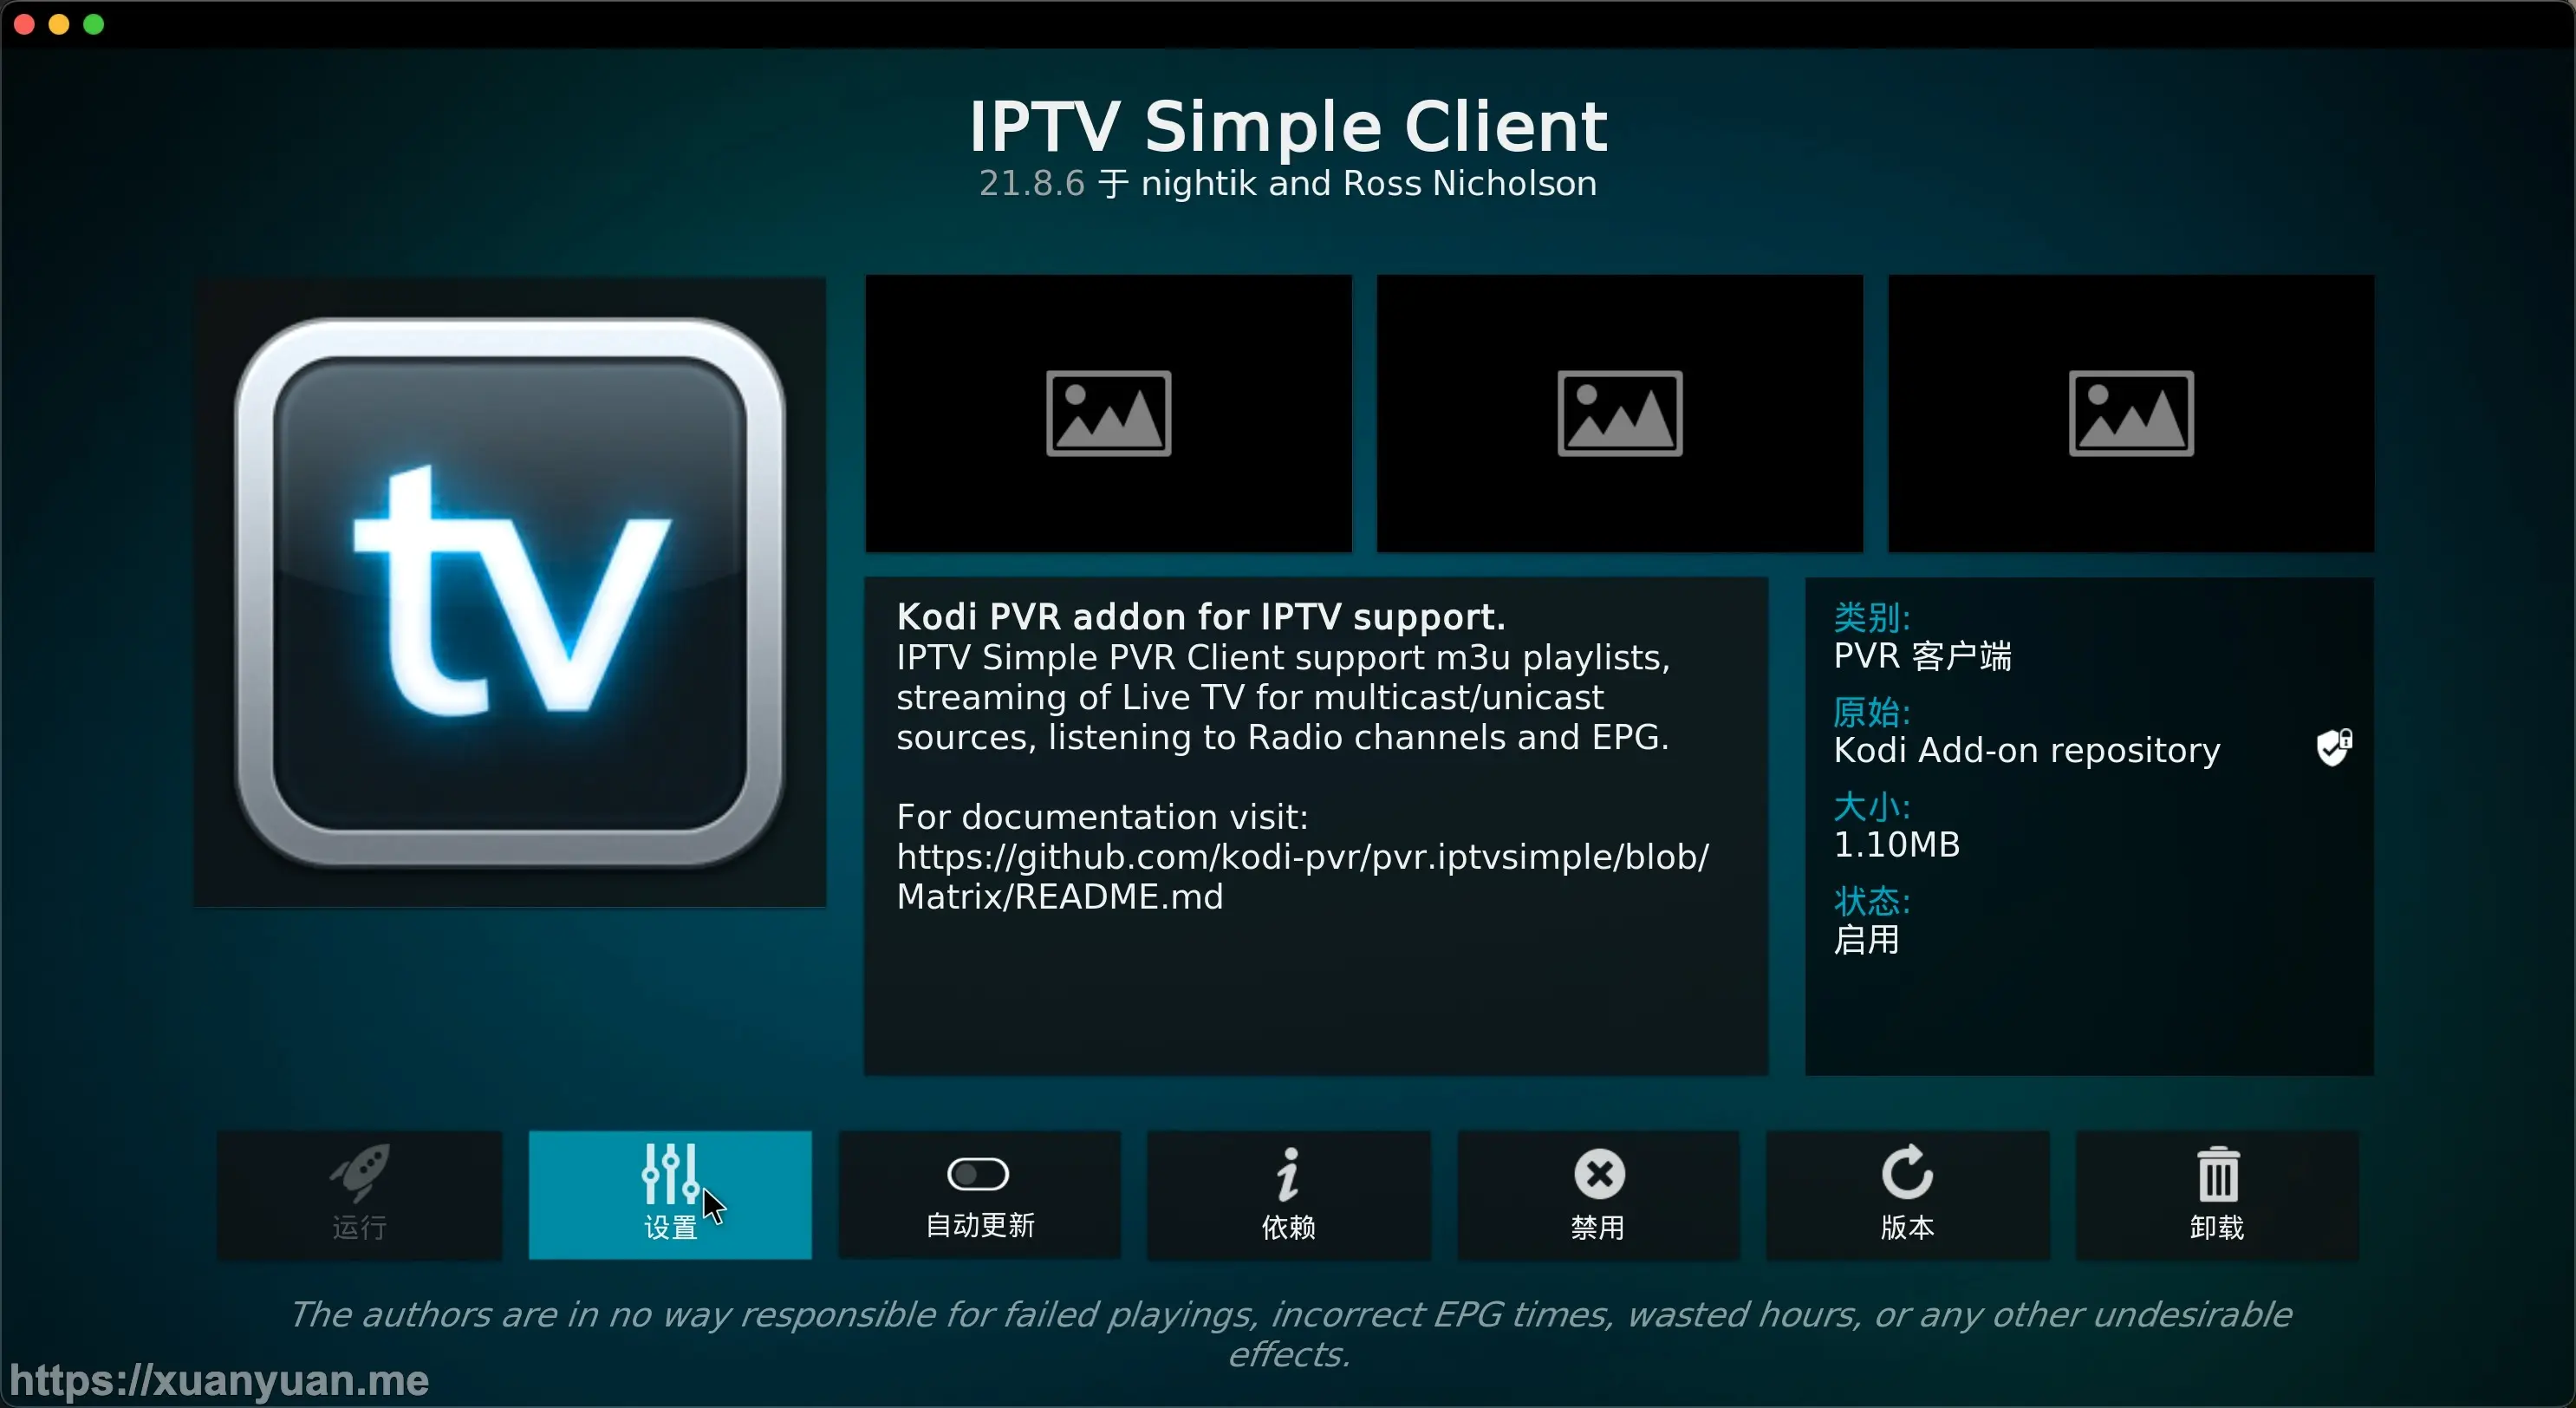 IPTV Simple Client
21.8.6 于 nightik and Ross Nicholson
tv
Kodi PVR addon for IPTV support.
IPTV Simple PVR Client support m3u playlists,
streaming of Live TV for multicast/unicast
sources, listening to Radio channels and EPG.
For documentation visit:
https://github.com/kodi-pvr/pvr.iptvsimple/blob/
Matrix/README.md
类别:
PVR 客户端
原始:
Kodi Add-on repository
大小:
1.10MB
状态:
启用
运行
设置
自动更新
依赖
禁用
版本
卸载
The authors are in no way responsible for failed playings, incorrect EPG times, wasted hours, or any other undesirable
effects.
https://xuanyuan.me